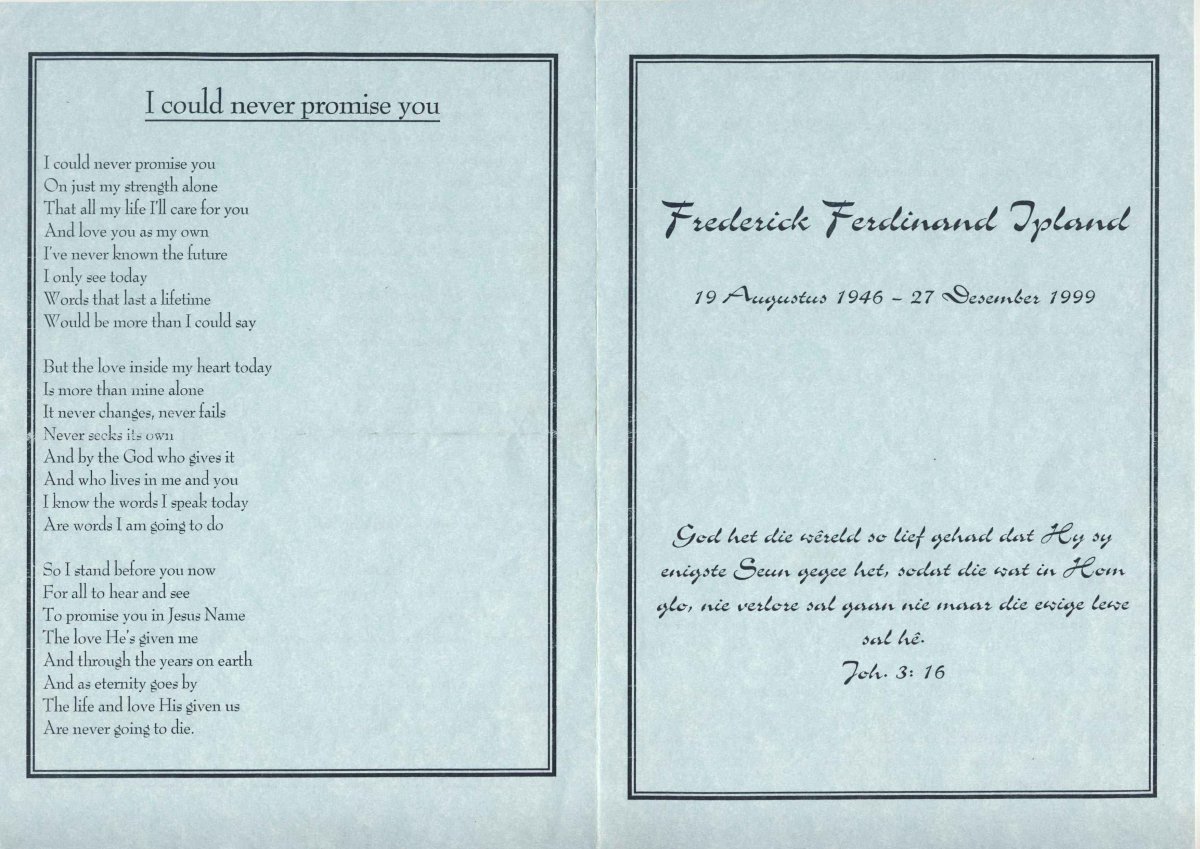 I could never promise you
I could never promise you
On just my strength alone
That all my life I'll care for you
And love you as my own
I've never known the future
I only see today
Words that last a lifetime
Would be more than I could say
But the love inside my heart today
Is more than mine alone
It never changes, never fails
Never seeks its own
And by the God who gives it
And who lives in me and you
I know the words I speak today
Are words I am going to do
So I stand before you now
For all to hear and see
To promise you in Jesus Name
The love He's given me
And through the years on earth
And as eternity goes by
The life and love His given us
Are never going to die.
Frederick Ferdinand Ipland
19 Augustus 1946 – 27 Desember 1999
God het die wêreld so lief gehad dat Hy sy
enigste Seun gegee het, sodat die wat in Hom
glo, nie verlore sal gaan nie maar die ewige lewe
sal hê.
Joh. 3: 16